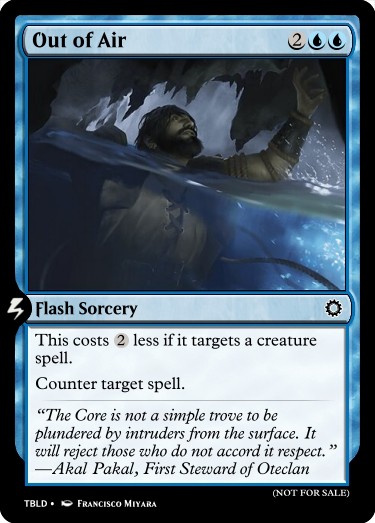 Out of Air 2
Flash Sorcery
This costs 2 less if it targets a creature
spell.
Counter target spell.
“The Core is not a simple trove to be
plundered by intruders from the surface. It
will reject those who do not accord it respect.”
—Akal Pakal, First Steward of Oteclan
(NOT FOR SALE)
TBLD • Francisco Miyara